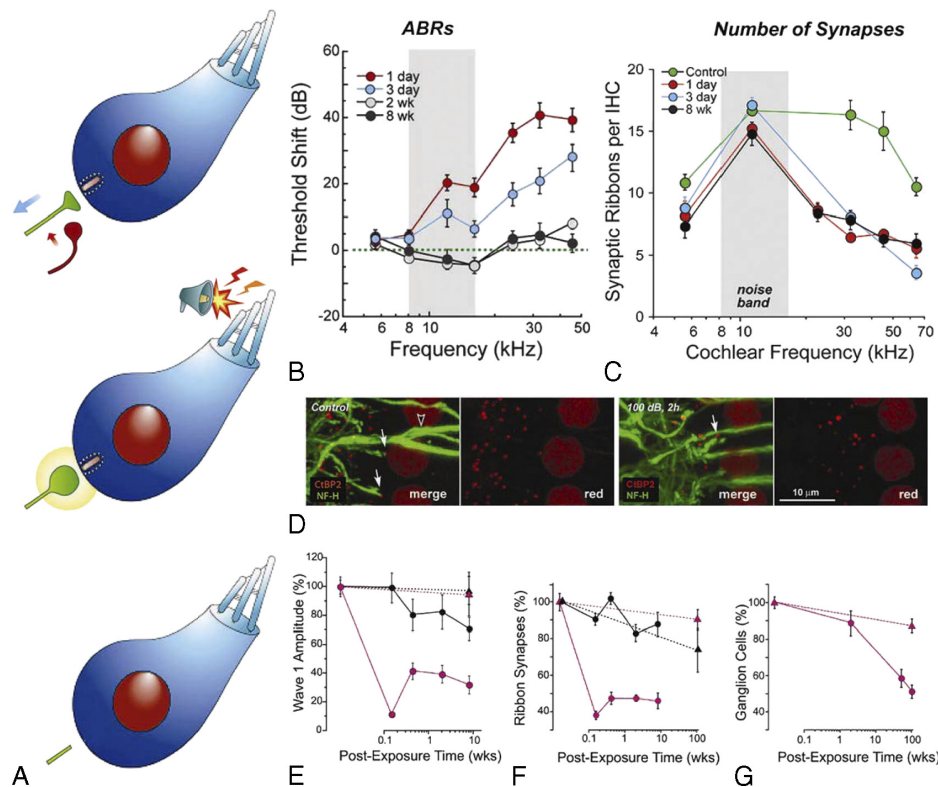 ABRs
1 day
3 day
2 wk
8 wk
Threshold Shift (dB)
60
40
20
0
-20
4
6
8
10
20
30
40
50
Frequency (kHz)
B
Number of Synapses
Control
1 day
3 day
8 wk
Synaptic Ribbons per IHC
20
15
10
5
0
noise
band
4
6
8
10
20
30
40
70
Cochlear Frequency (kHz)
C
Control
CtBP2
NF-H
merge
red
100 dB, 2h
CtBP2
NF-H
merge
10 µm
red
D
Wave 1 Amplitude (%)
120
100
80
60
40
20
0
0.1
1
10
100
Post-Exposure Time (wks)
E
Ribbon Synapses (%)
100
80
60
40
0.1
1
10
100
Post-Exposure Time (wks)
F
Ganglion Cells (%)
100
80
60
40
0.1
1
10
100
Post-Exposure Time (wks)
G
A